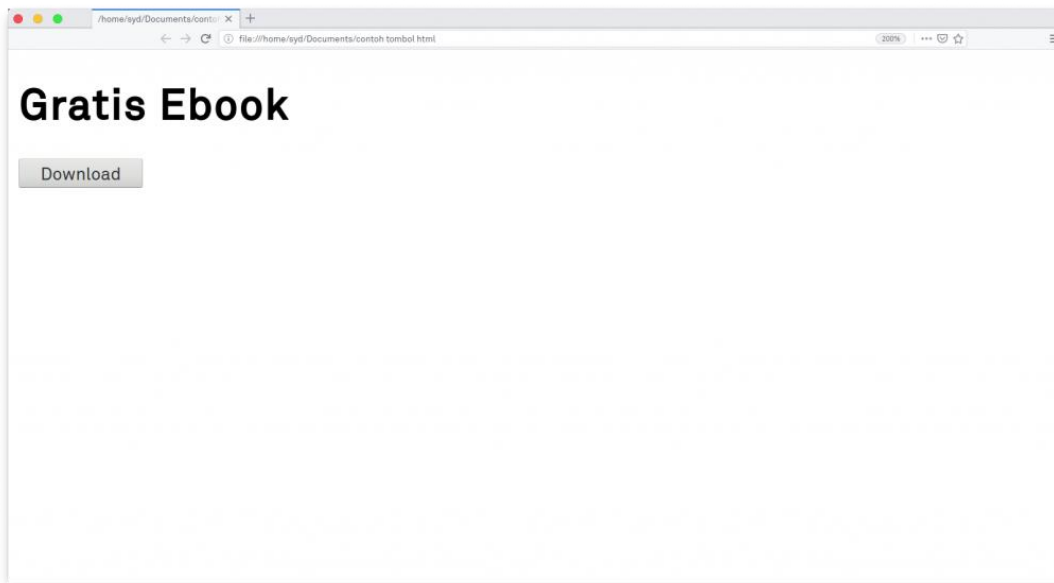 /home/syd/Documents/contoh
file:///home/syd/Documents/contoh tombol html
200%
Gratis Ebook
Download